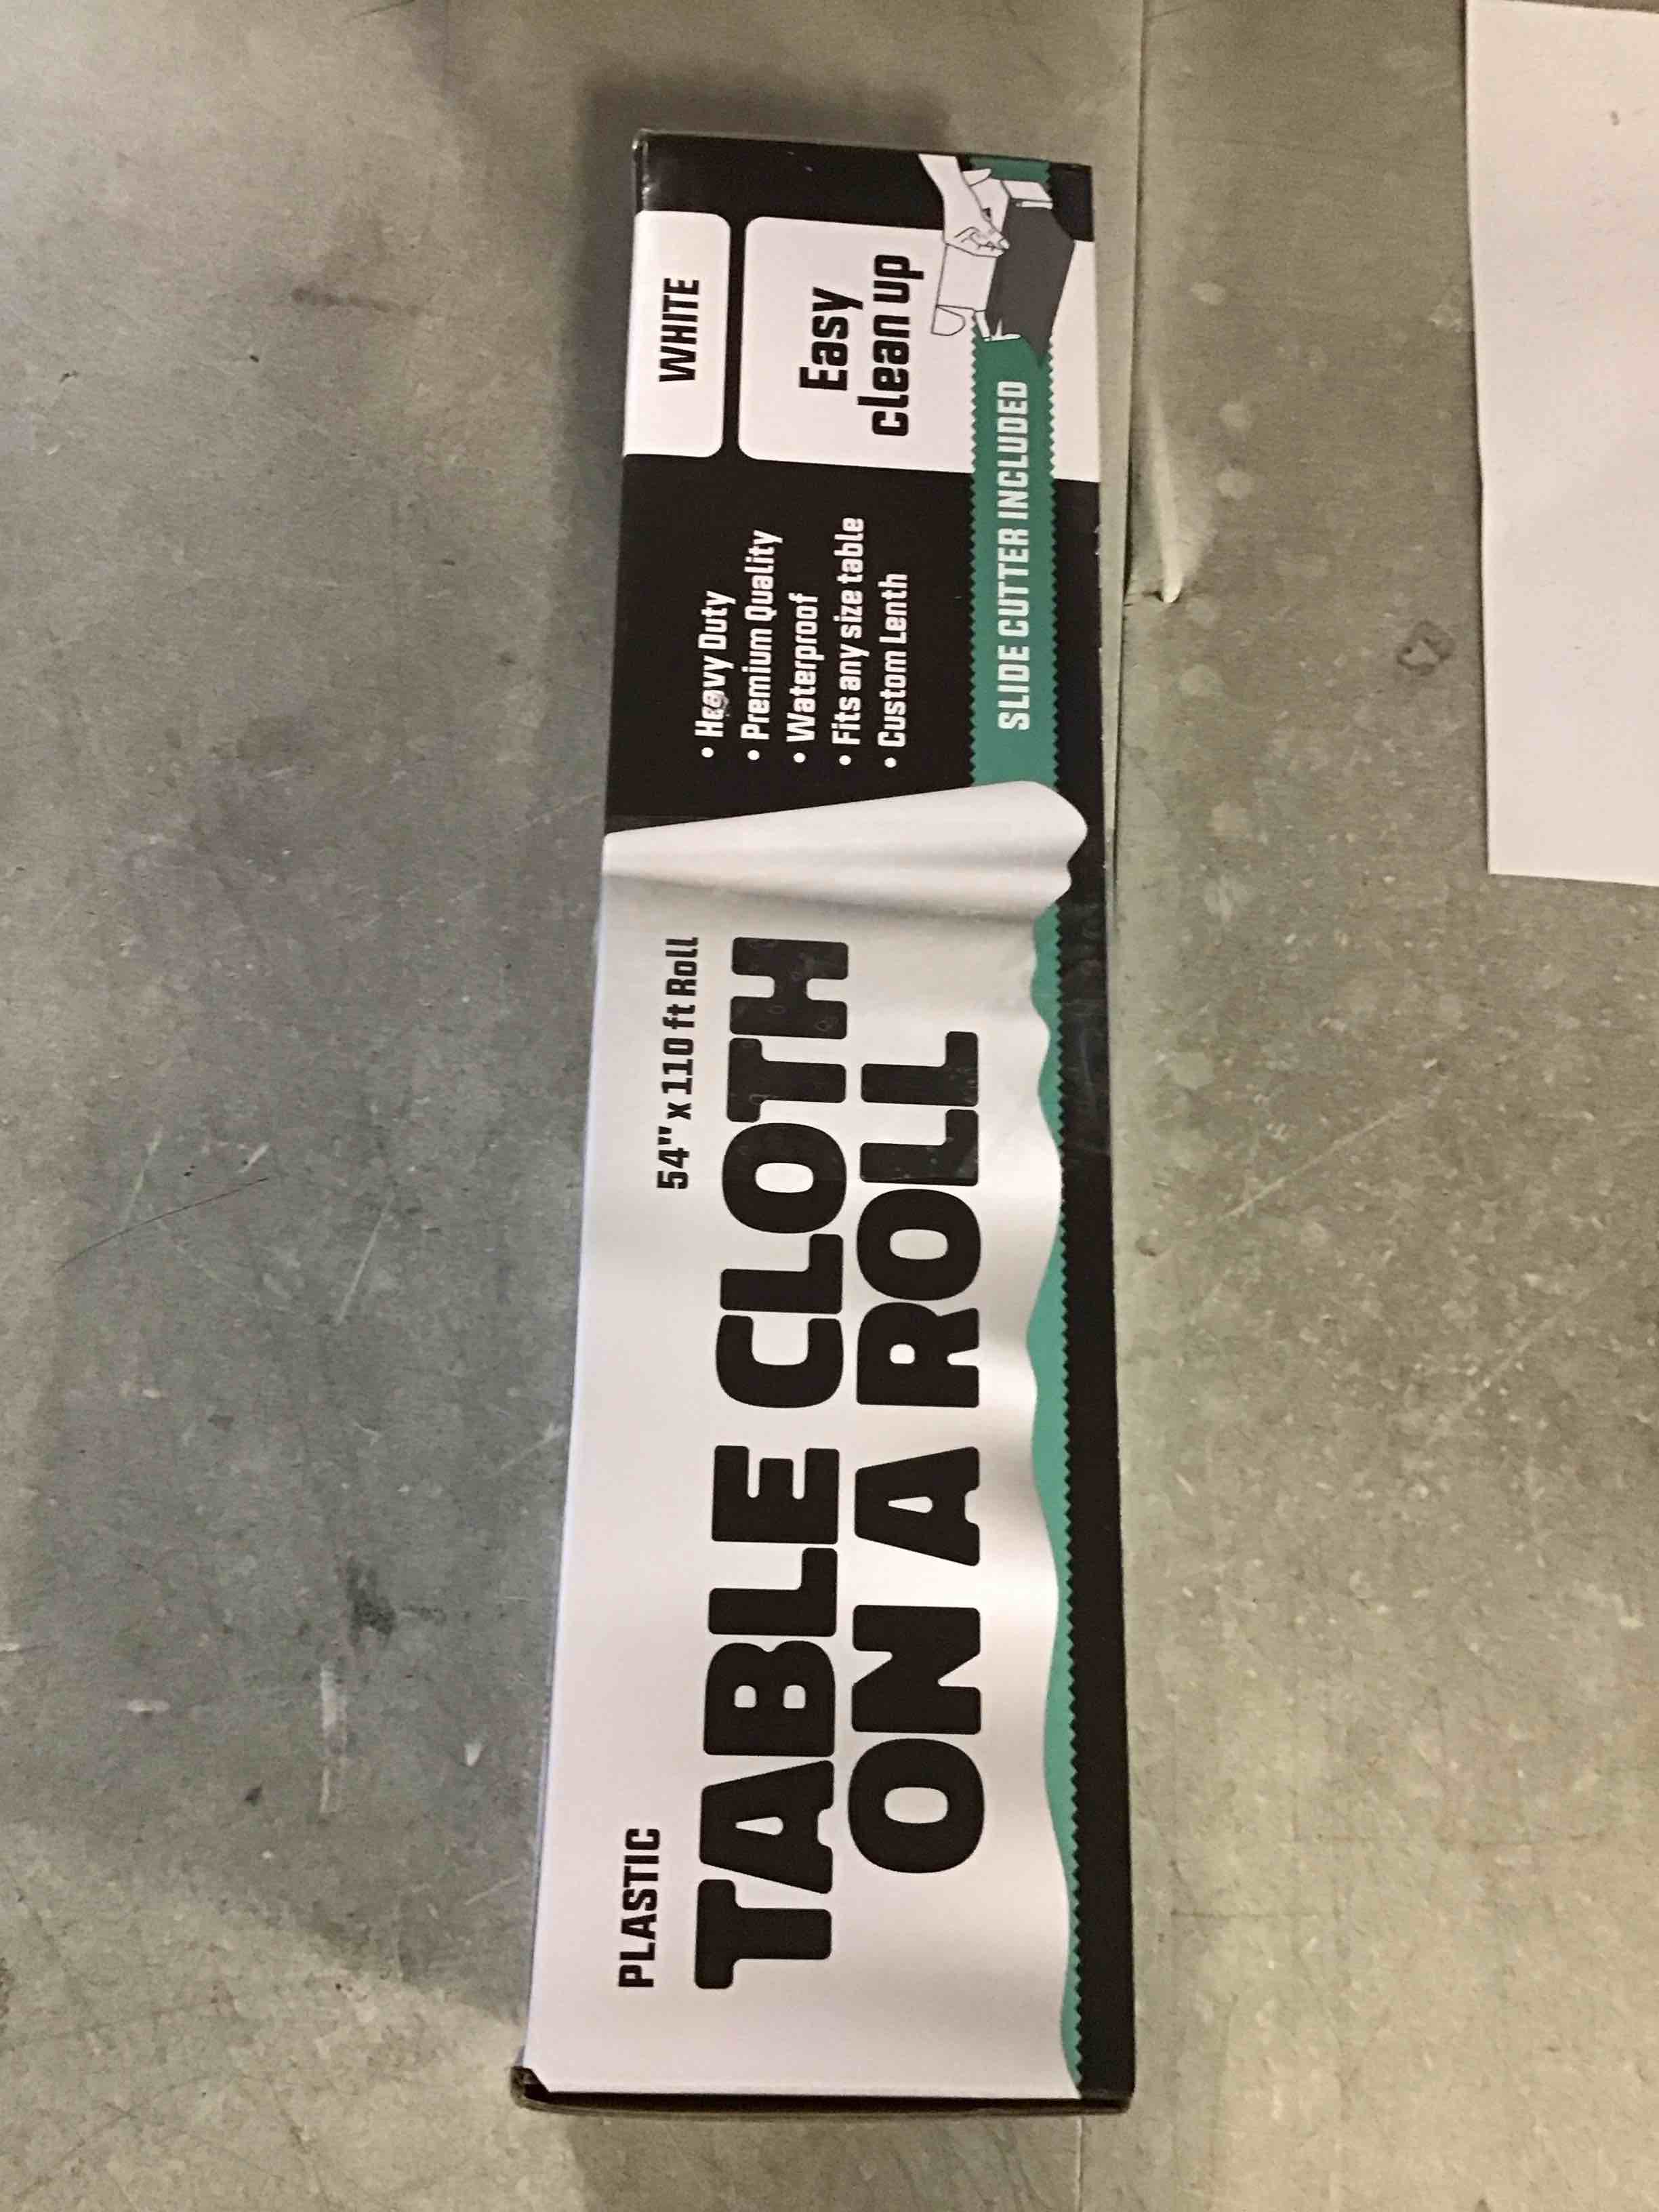 PLASTIC
54" x 110 ft Roll
TABLE CLOTH
ON A ROLL
• Heavy Duty
• Premium Quality
• Waterproof
• Fits any size table
• Custom Lenth
SLIDE CUTTER INCLUDED
WHITE
Easy
clean up